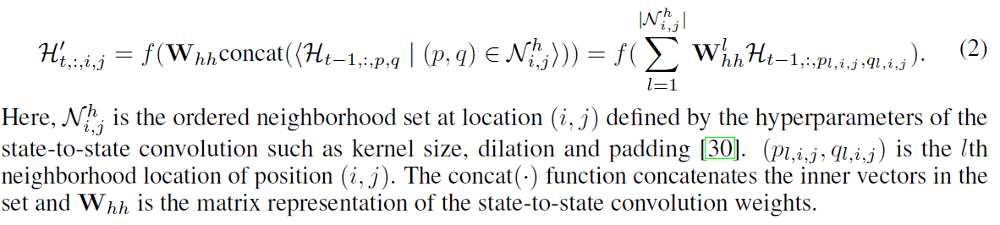 $\mathcal{H}'_{t,:,i,j} = f(\mathbf{W}_{hh}\text{concat}(\langle \mathcal{H}_{t-1,:,p,q} \mid (p,q) \in \mathcal{N}^h_{i,j} \rangle)) = f(\sum_{l=1}^{|\mathcal{N}^h_{i,j}|} \mathbf{W}^l_{hh} \mathcal{H}_{t-1,:,p_{l,i,j},q_{l,i,j}}). \quad (2)$
Here, $\mathcal{N}^h_{i,j}$ is the ordered neighborhood set at location $(i,j)$ defined by the hyperparameters of the
state-to-state convolution such as kernel size, dilation and padding [30]. $(p_{l,i,j}, q_{l,i,j})$ is the $l$th
neighborhood location of position $(i,j)$. The concat$(\cdot)$ function concatenates the inner vectors in the
set and $\mathbf{W}_{hh}$ is the matrix representation of the state-to-state convolution weights.